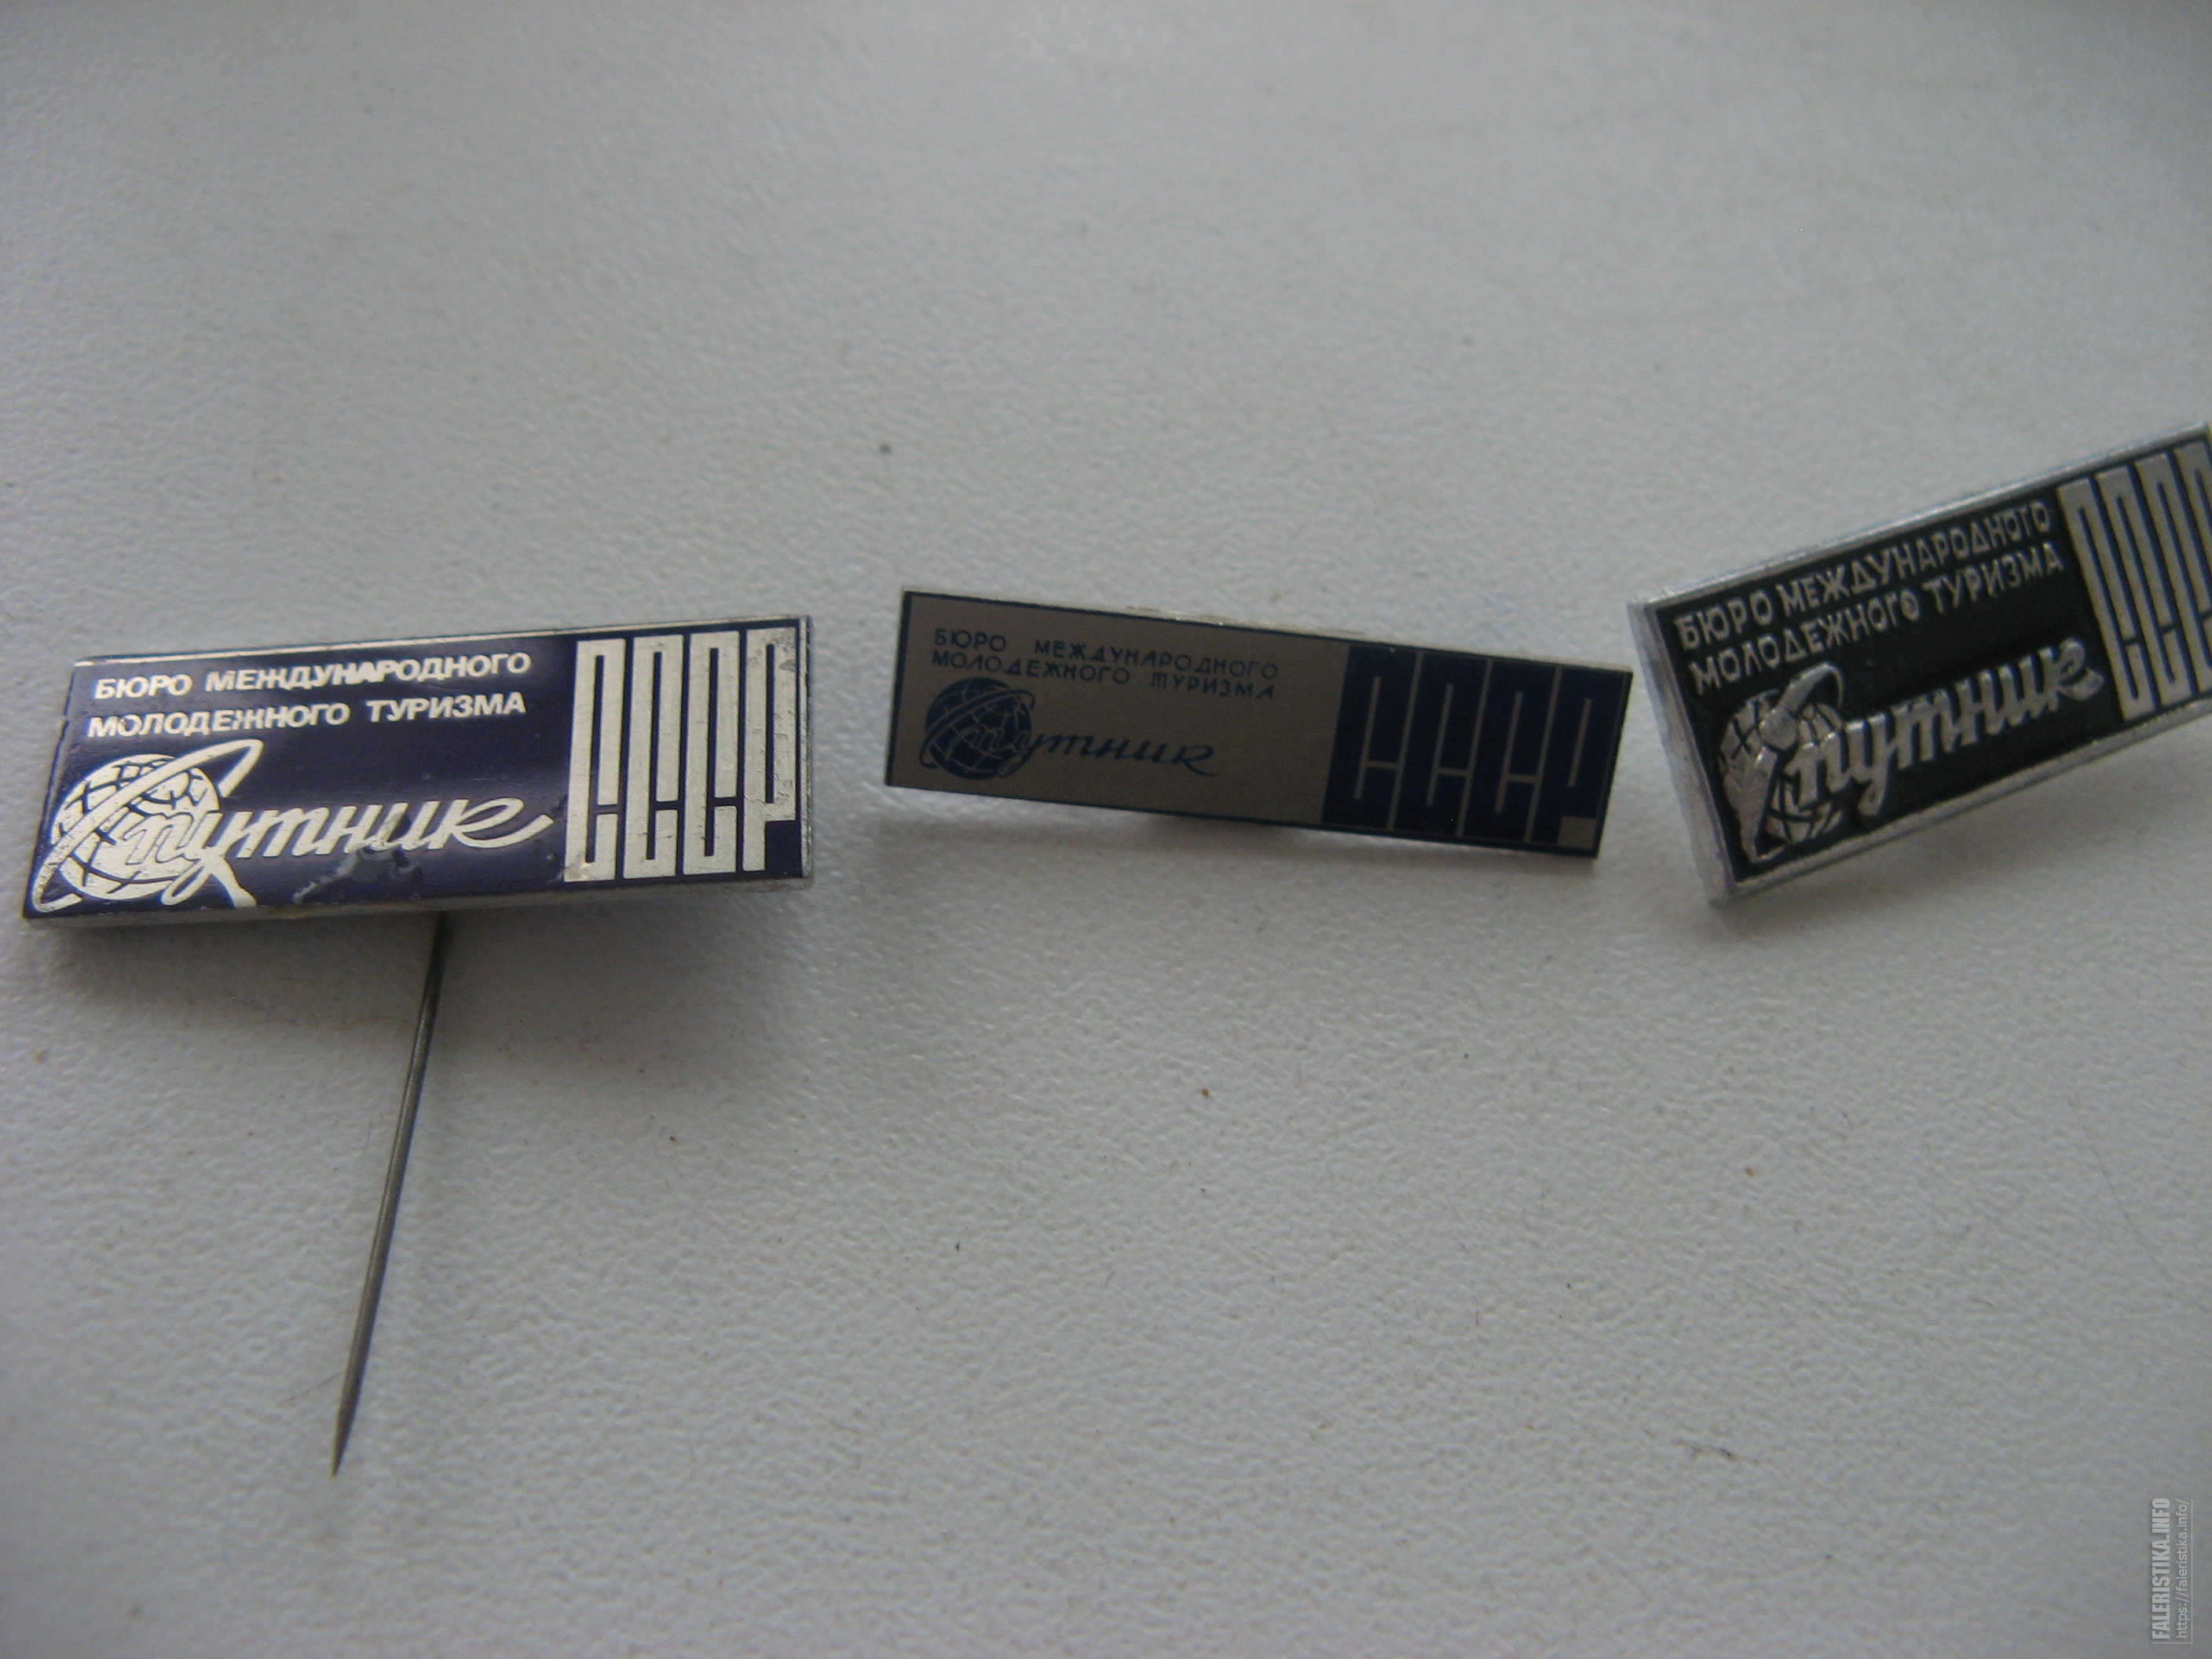 БЮРО МЕЖДУНАРОДНОГО
МОЛОДЕЖНОГО ТУРИЗМА
Спутник
СССР
БЮРО МЕЖДУНАРОДНОГО
МОЛОДЕЖНОГО ТУРИЗМА
Спутник
СССР
БЮРО МЕЖДУНАРОДНОГО
МОЛОДЕЖНОГО ТУРИЗМА
Спутник
СССР
FALERISTIKA.INFO
https://faleristika.info/